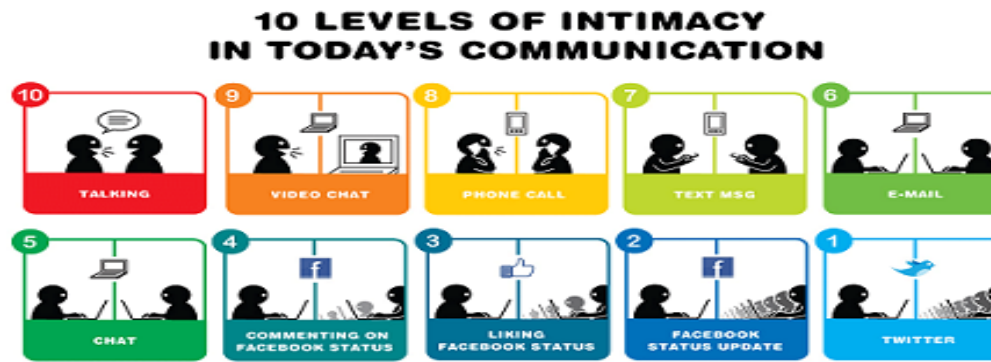 10 LEVELS OF INTIMACY
IN TODAY'S COMMUNICATION
10
TALKING
9
VIDEO CHAT
8
PHONE CALL
7
TEXT MSG
6
E-MAIL
5
CHAT
4
f
COMMENTING ON
FACEBOOK STATUS
3
LIKING
FACEBOOK STATUS
2
f
FACEBOOK
STATUS UPDATE
1
TWITTER